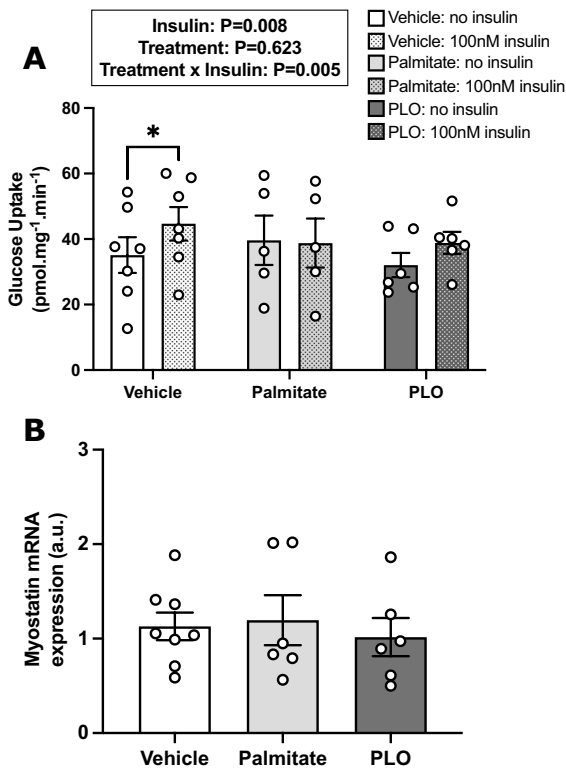 A
Insulin: P=0.008
Treatment: P=0.623
Treatment x Insulin: P=0.005
Vehicle: no insulin
Vehicle: 100nM insulin
Palmitate: no insulin
Palmitate: 100nM insulin
PLO: no insulin
PLO: 100nM insulin
Glucose Uptake
(pmol.mg⁻¹.min⁻¹)
80
60
40
20
0
*
Vehicle Palmitate PLO
B
Myostatin mRNA
expression (a.u.)
3
2
1
0
Vehicle Palmitate PLO